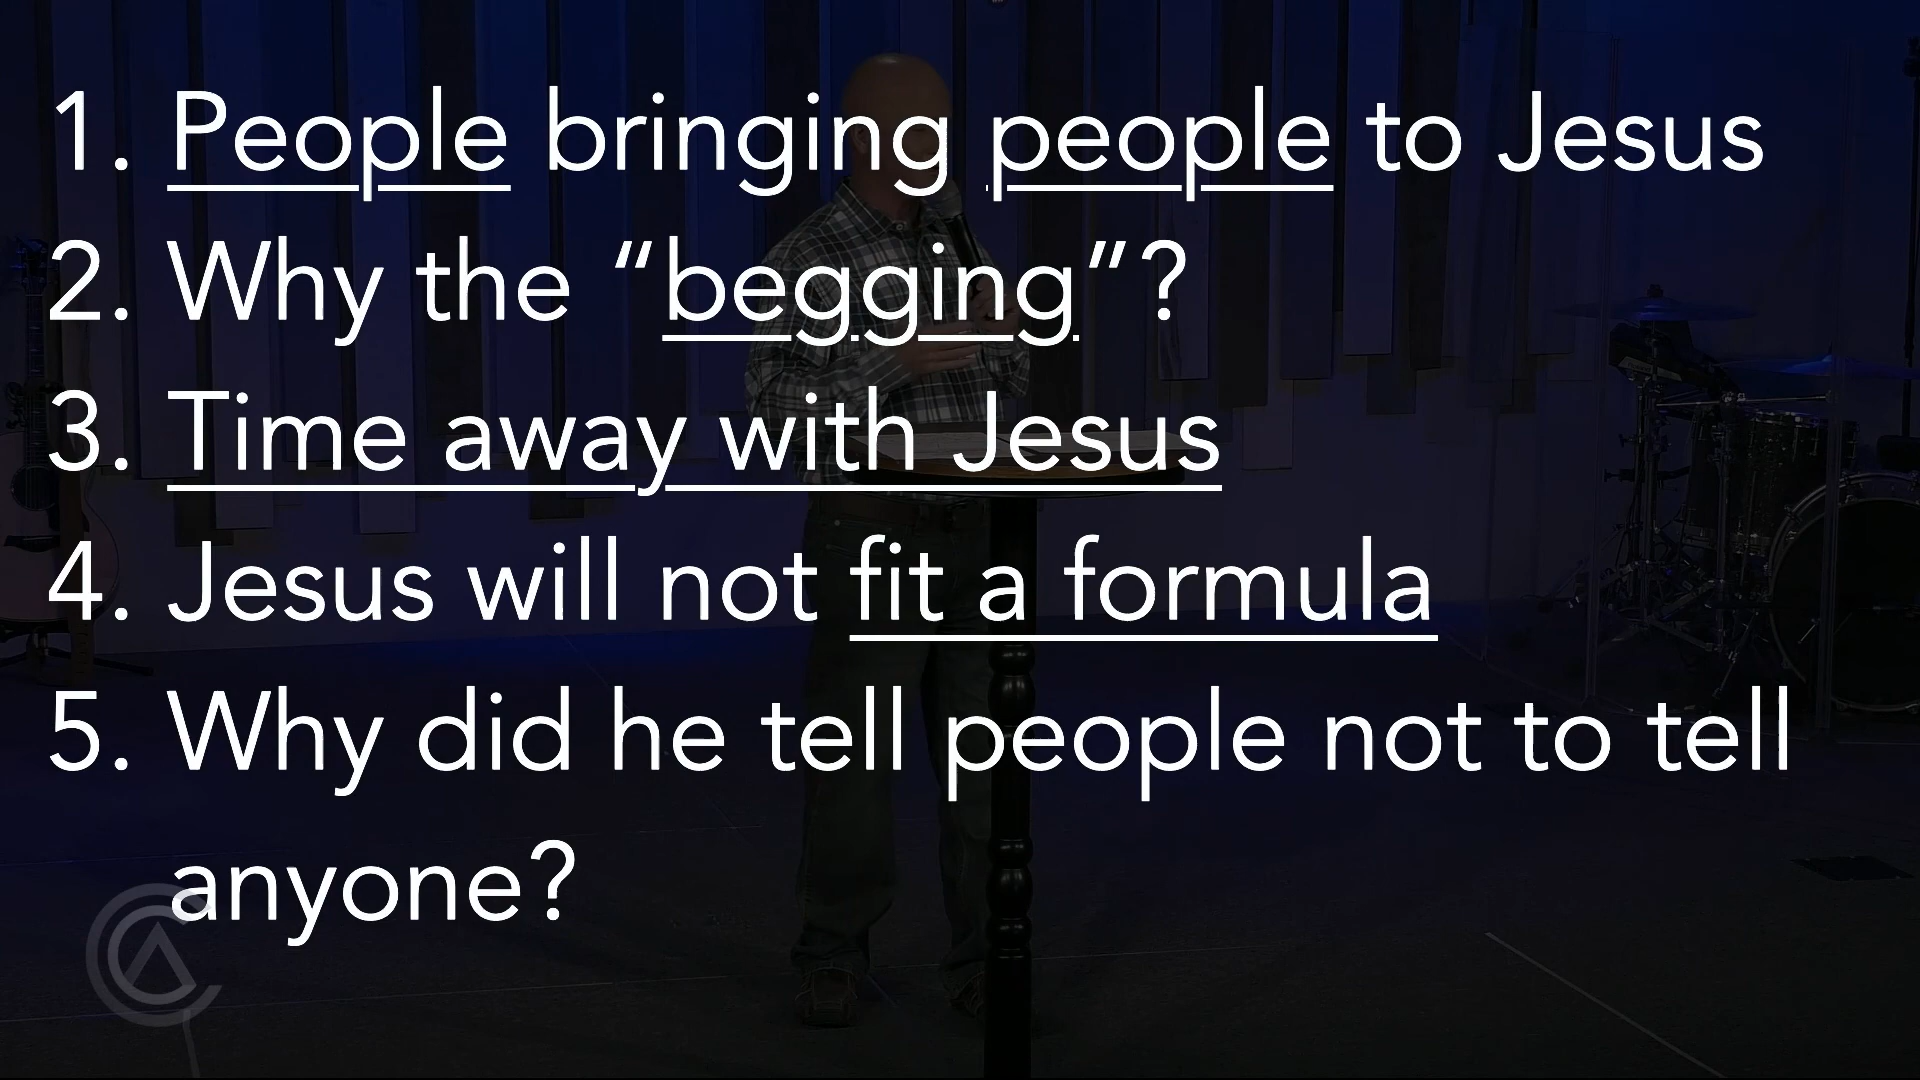 1. People bringing people to Jesus
2. Why the “begging”?
3. Time away with Jesus
4. Jesus will not fit a formula
5. Why did he tell people not to tell
anyone?